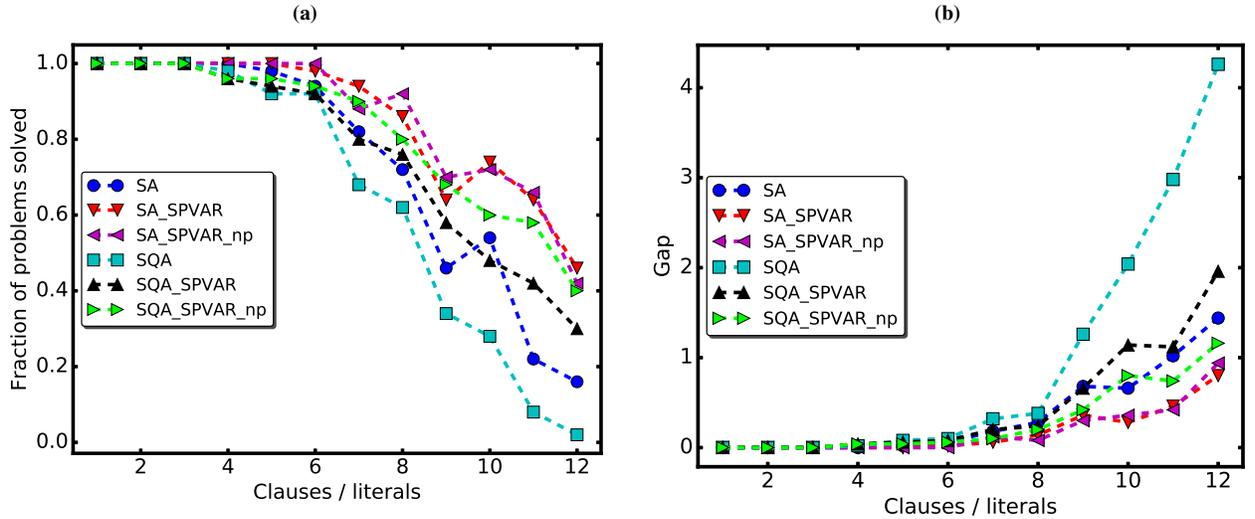 (a)
Fraction of problems solved
1.0
0.8
0.6
0.4
0.2
0.0
SA
SA_SPVAR
SA_SPVAR_np
SQA
SQA_SPVAR
SQA_SPVAR_np
2 4 6 8 10 12
Clauses / literals
(b)
Gap
4
3
2
1
0
SA
SA_SPVAR
SA_SPVAR_np
SQA
SQA_SPVAR
SQA_SPVAR_np
2 4 6 8 10 12
Clauses / literals